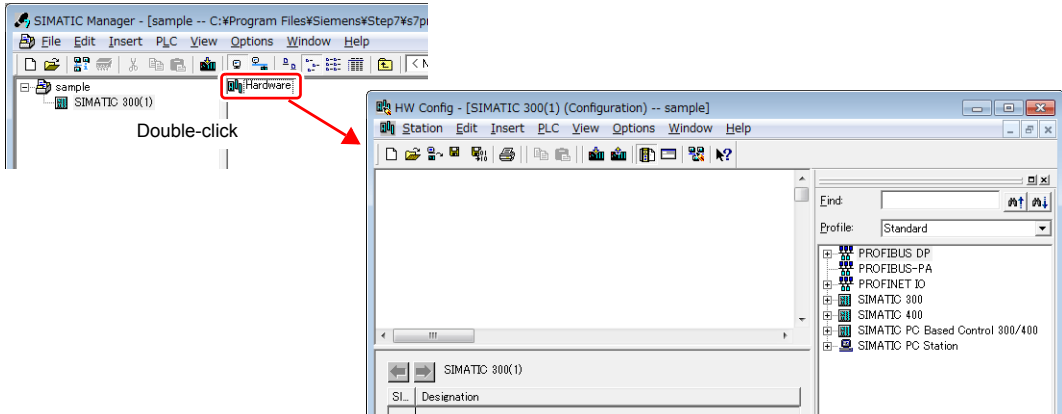 SIMATIC Manager - [sample -- C:¥Program Files¥Siemens¥Step7¥s7p
File Edit Insert PLC View Options Window Help
< N
sample
SIMATIC 300(1)
Hardware
Double-click
HW Config - [SIMATIC 300(1) (Configuration) -- sample]
Station Edit Insert PLC View Options Window Help
Find:
Profile: Standard
PROFIBUS DP
PROFIBUS-PA
PROFINET IO
SIMATIC 300
SIMATIC 400
SIMATIC PC Based Control 300/400
SIMATIC PC Station
SIMATIC 300(1)
Sl... Designation